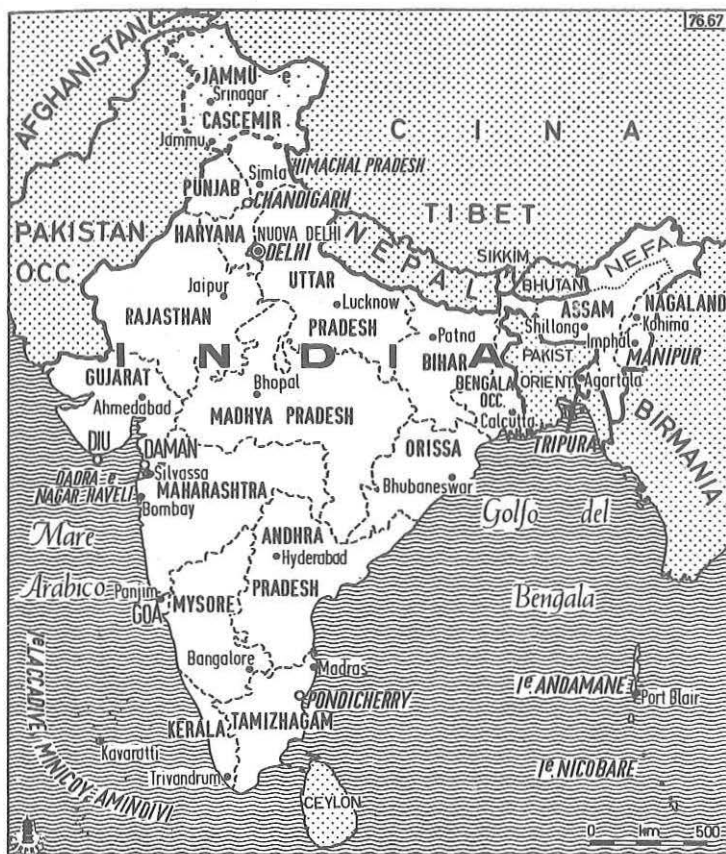 76.67
AFGHANISTAN
JAMMU e
Srinagar
CASCEMIR
Jammu
CINA
Simla
HIMACHAL PRADESH
PUNJAB
CHANDIGARH
TIBET
PAKISTAN
OCC.
HARYANA
NUOVA DELHI
DELHI
NEPAL
SIKKIM
BHUTAN
NEFA
UTTAR
PRADESH
Jaipur
Lucknow
RAJASTHAN
ASSAM
NAGALAND
Shillong
Kohima
Patna
Imphal
MANIPUR
INDIA
BIHAR
PAKIST.
ORIENT.
GUJARAT
Bhopal
BENGALA
OCC.
Agartala
Ahmedabad
MADHYA PRADESH
Calcutta
BIRMANIA
DIU
DAMAN
ORISSA
TRIPURA
DADRA-e
NAGAR-HAVELI
Silvassa
MAHARASHTRA
Bhubaneswar
Bombay
Golfo del
Bengala
Mare
Arabico
ANDHRA
PRADESH
Hyderabad
Panjim
GOA
MYSORE
Bangalore
Madras
Ie LACCADIVE, MINICOY e AMINDIVI
PONDICHERRY
Ie ANDAMANE
Port Blair
KERALA
TAMIZHAGAM
Kavaratti
Trivandrum
Ie NICOBARE
CEYLON
0 km 500